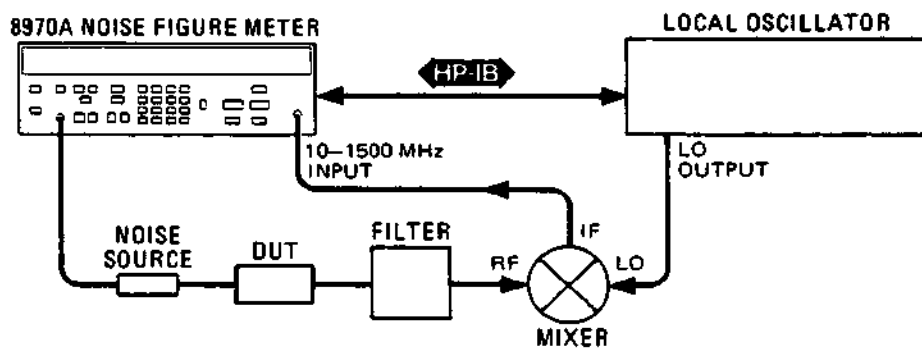 8970A NOISE FIGURE METER
LOCAL OSCILLATOR
HP-IB
10–1500 MHz
INPUT
LO
OUTPUT
NOISE
SOURCE
DUT
FILTER
RF
IF
LO
MIXER